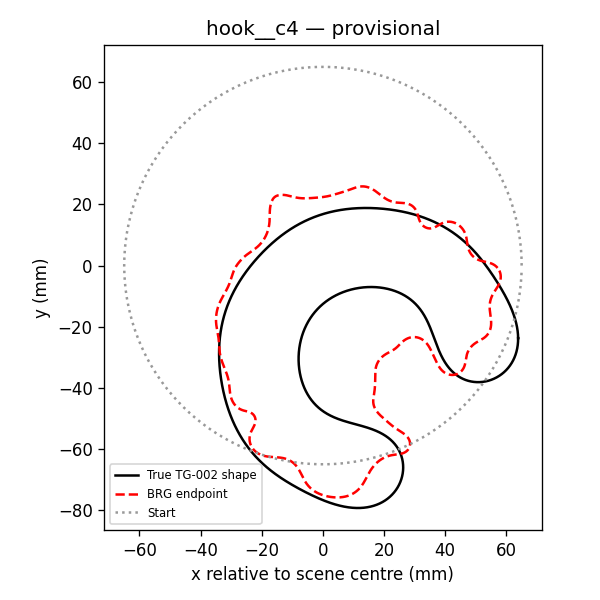 hook__c4 — provisional
y (mm)
60
40
20
0
−20
−40
−60
−80
True TG-002 shape
BRG endpoint
Start
−60 −40 −20 0 20 40 60
x relative to scene centre (mm)